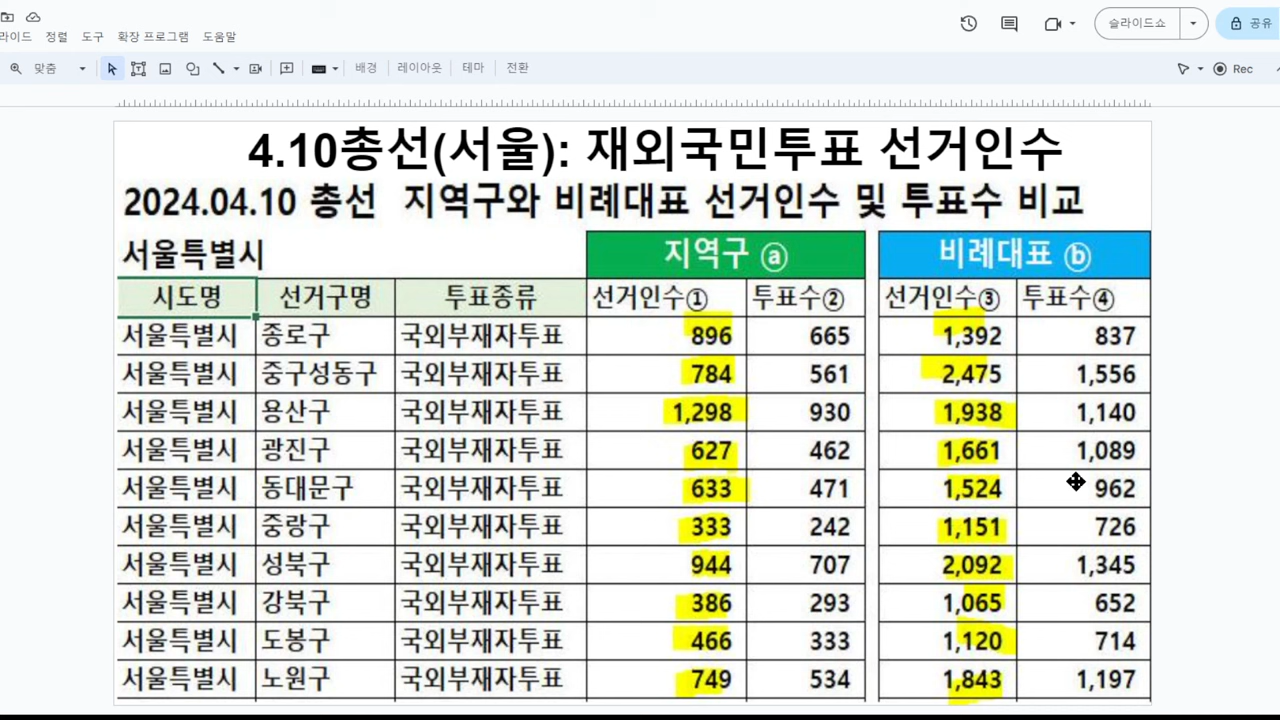 라이드 정렬 도구 확장 프로그램 도움말
슬라이드쇼 공유
맞춤 배경 레이아웃 테마 전환 Rec
4.10총선(서울): 재외국민투표 선거인수
2024.04.10 총선 지역구와 비례대표 선거인수 및 투표수 비교
서울특별시 지역구 ⓐ 비례대표 ⓑ
시도명 선거구명 투표종류 선거인수① 투표수② 선거인수③ 투표수④
서울특별시 종로구 국외부재자투표 896 665 1,392 837
서울특별시 중구성동구 국외부재자투표 784 561 2,475 1,556
서울특별시 용산구 국외부재자투표 1,298 930 1,938 1,140
서울특별시 광진구 국외부재자투표 627 462 1,661 1,089
서울특별시 동대문구 국외부재자투표 633 471 1,524 962
서울특별시 중랑구 국외부재자투표 333 242 1,151 726
서울특별시 성북구 국외부재자투표 944 707 2,092 1,345
서울특별시 강북구 국외부재자투표 386 293 1,065 652
서울특별시 도봉구 국외부재자투표 466 333 1,120 714
서울특별시 노원구 국외부재자투표 749 534 1,843 1,197